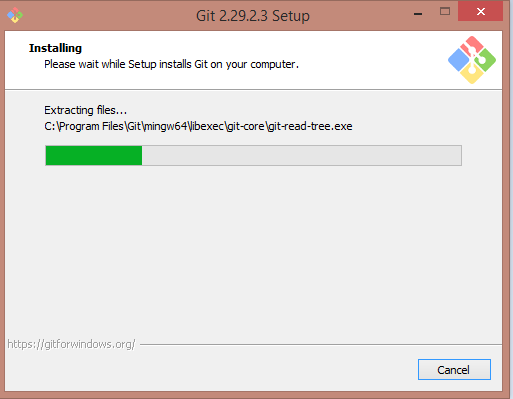 Git 2.29.2.3 Setup
Installing
Please wait while Setup installs Git on your computer.
Extracting files...
C:\Program Files\Git\mingw64\libexec\git-core\git-read-tree.exe
https://gitforwindows.org/
Cancel